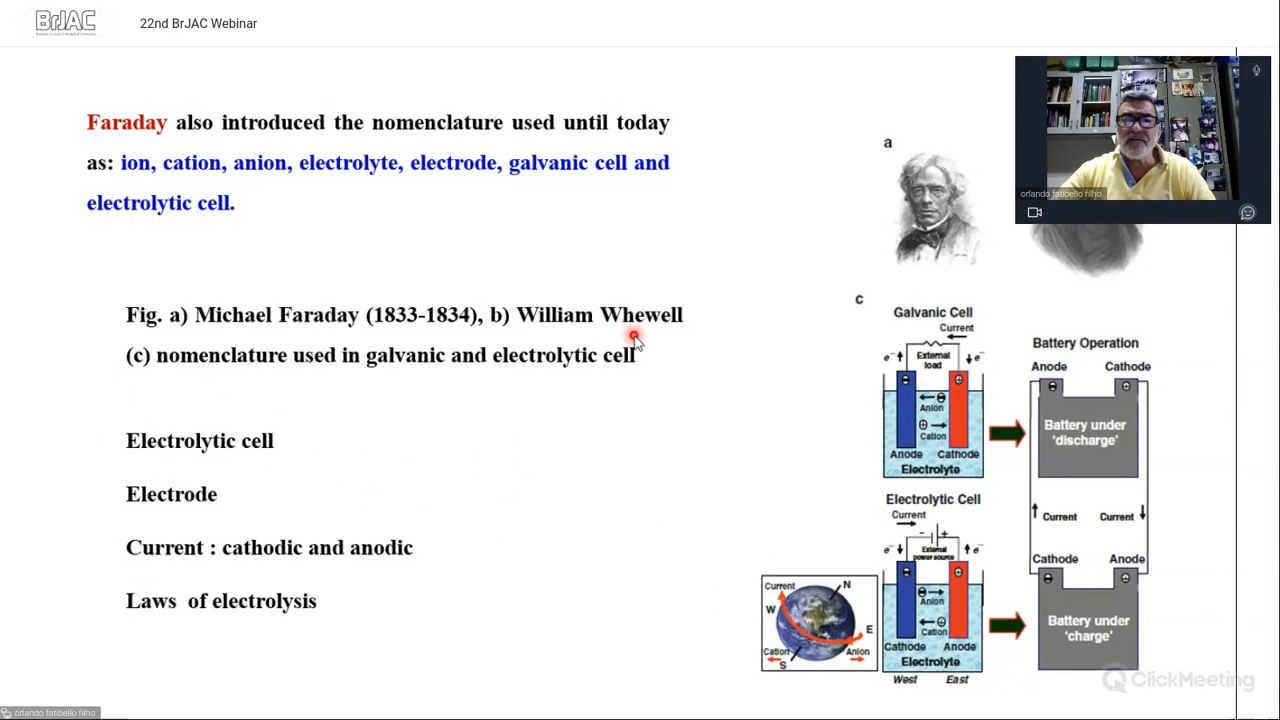 BrJAC
22nd BrJAC Webinar
Faraday also introduced the nomenclature used until today
as: ion, cation, anion, electrolyte, electrode, galvanic cell and
electrolytic cell.
Fig. a) Michael Faraday (1833-1834), b) William Whewell
(c) nomenclature used in galvanic and electrolytic cell
Electrolytic cell
Electrode
Current : cathodic and anodic
Laws of electrolysis
a
orlando fatibello filho
c
Galvanic Cell
Current
e⁻
External
load
e⁻
Anion
Cation
Anode Cathode
Electrolyte
Battery Operation
Anode Cathode
Battery under
‘discharge’
Current Current
Electrolytic Cell
Current
- +
e⁻
External
power source
e⁻
Anion
Cation
Cathode Anode
Electrolyte
West East
Cathode Anode
Battery under
‘charge’
Current N
W
E
Cation Anion
S
ClickMeeting
orlando fatibello filho